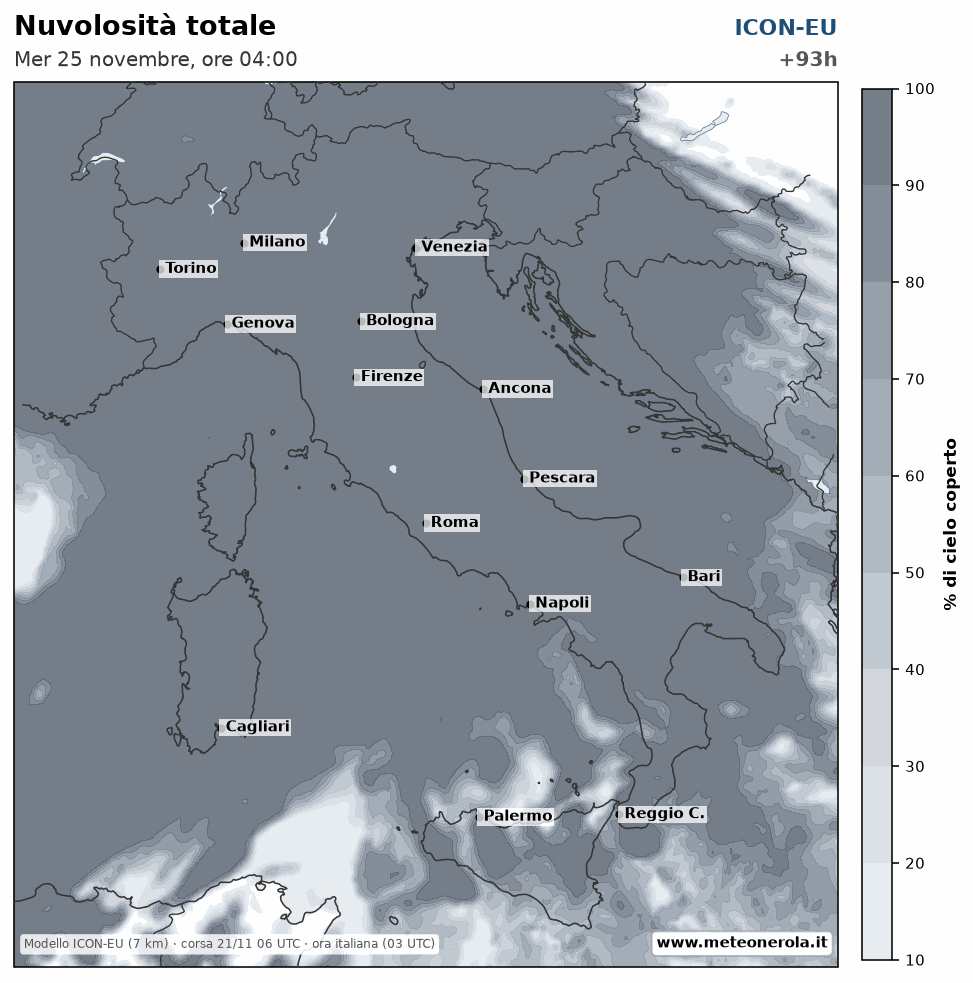 Nuvolosità totale
ICON-EU
Mer 25 novembre, ore 04:00
+93h
100
90
80
70
60
50
40
30
20
10
% di cielo coperto
Milano
Venezia
Torino
Genova
Bologna
Firenze
Ancona
Pescara
Roma
Bari
Napoli
Cagliari
Palermo
Reggio C.
Modello ICON-EU (7 km) · corsa 21/11 06 UTC · ora italiana (03 UTC)
www.meteonerola.it